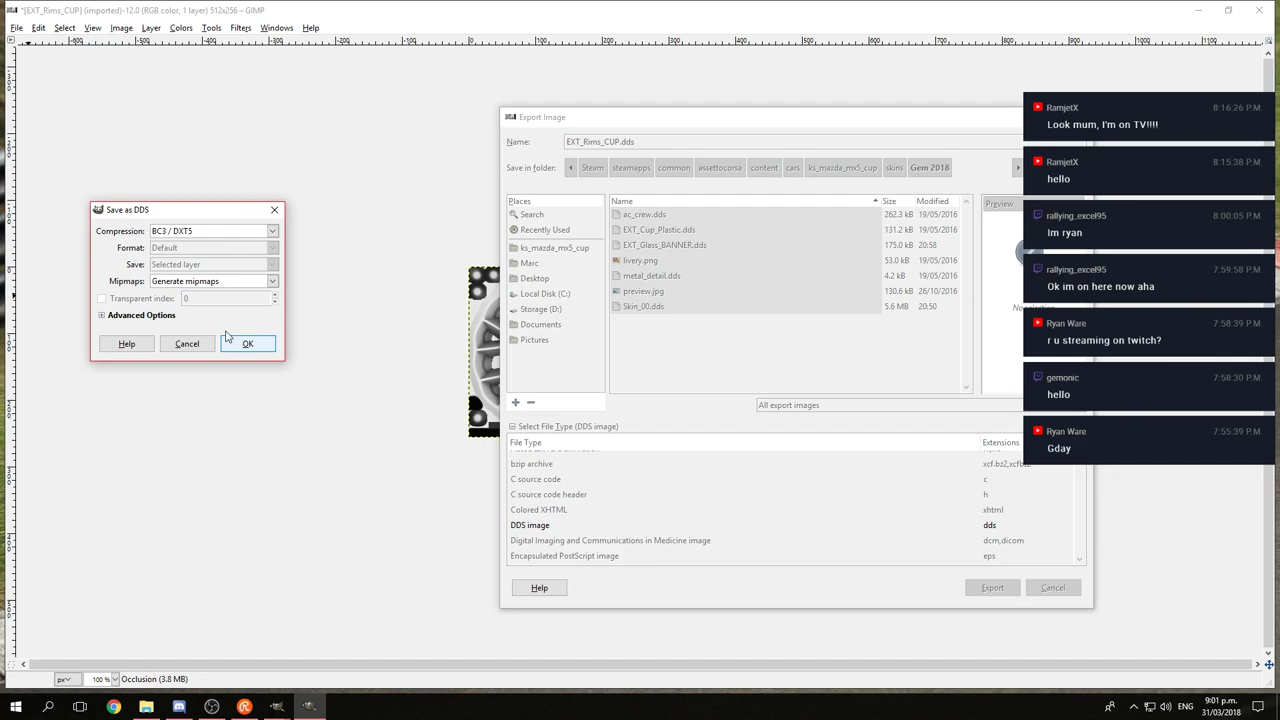 *[EXT_Rims_CUP] (imported)-1.0 (RGB color, 1 layer) 512x256 – GIMP
File Edit Select View Image Layer Colors Tools Filters Windows Help
Export Image
Name: EXT_Rims_CUP.dds
Save in folder: Steam steamapps common assettocorsa content cars ks_mazda_mx5_cup skins Gem 2018
Places
Search
Recently Used
ks_mazda_mx5_cup
Marc
Desktop
Local Disk (C:)
Storage (D:)
Documents
Pictures
Name Size Modified
ac_crew.dds 262.3 kB 19/05/2016
EXT_Cup_Plastic.dds 131.2 kB 19/05/2016
EXT_Glass_BANNER.dds 175.0 kB 20:58
livery.png 53.0 kB 19/05/2016
metal_detail.dds 4.2 kB 19/05/2016
preview.jpg 130.6 kB 26/10/2016
Skin_00.dds 5.6 MB 20:50
Preview
All export images
Select File Type (DDS image)
File Type Extensions
bzip archive xcf.bz2,xcfbz2
C source code c
C source code header h
Colored XHTML xhtml
DDS image dds
Digital Imaging and Communications in Medicine image dcm,dicom
Encapsulated PostScript image eps
Help Export Cancel
Save as DDS
Compression: BC3 / DXT5
Format: Default
Save: Selected layer
Mipmaps: Generate mipmaps
Transparent index: 0
Advanced Options
Help Cancel OK
RamjetX 8:16:26 P.M.
Look mum, I'm on TV!!!!
RamjetX 8:15:38 P.M.
hello
rallying_excel95 8:00:05 P.M.
Im ryan
rallying_excel95 7:59:58 P.M.
Ok im on here now aha
Ryan Ware 7:58:39 P.M.
r u streaming on twitch?
gemonic 7:58:30 P.M.
hello
Ryan Ware 7:55:39 P.M.
Gday
px 100 % Occlusion (3.8 MB)
ENG 9:01 p.m.
31/03/2018